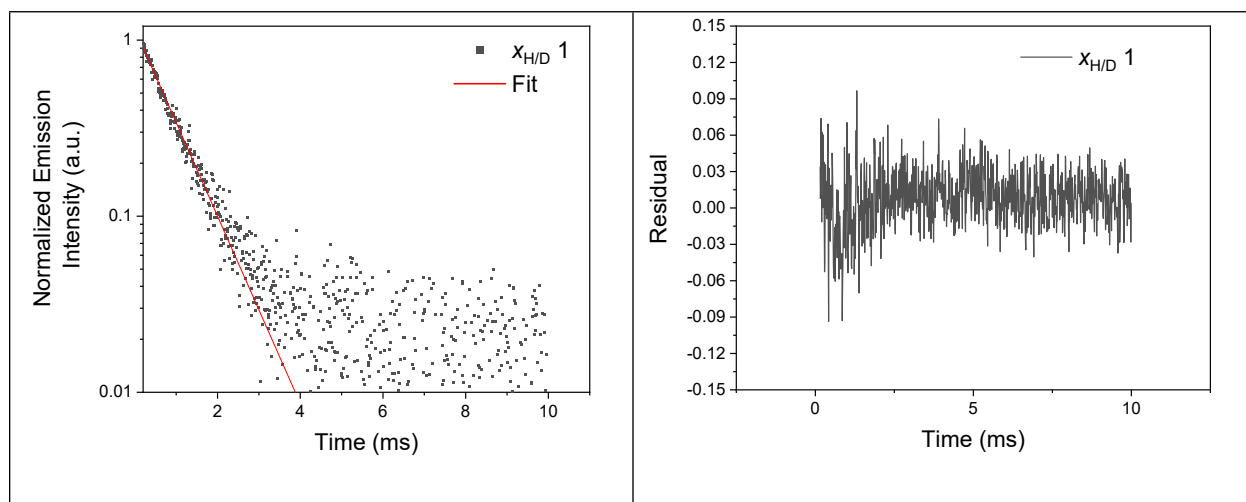 1
0.1
0.01
Normalized Emission
Intensity (a.u.)
2
4
6
8
10
Time (ms)
x_H/D 1
Fit
0.15
0.12
0.09
0.06
0.03
0.00
-0.03
-0.06
-0.09
-0.12
-0.15
Residual
0
5
10
Time (ms)
x_H/D 1